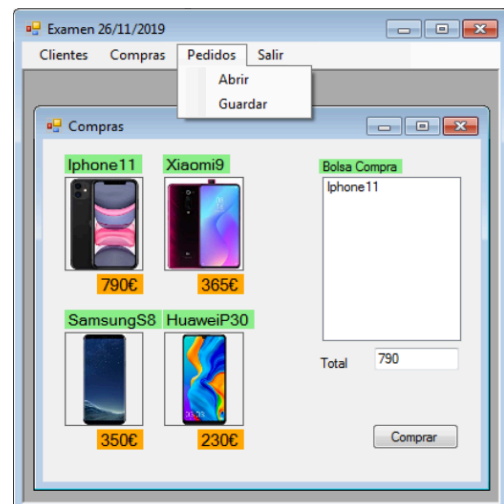 Examen 26/11/2019
Clientes Compras Pedidos Salir
Abrir
Guardar
Compras
Iphone11 Xiaomi9
790€ 365€
SamsungS8 HuaweiP30
350€ 230€
Bolsa Compra
Iphone11
Total 790
Comprar